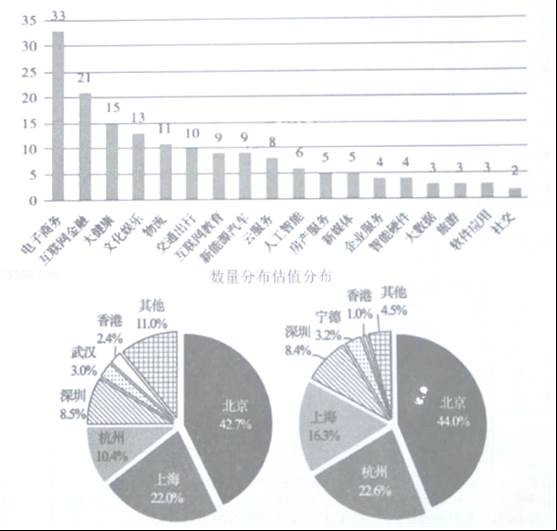 35
30
25
20
15
10
5
0
33
21
15
13
11
10
9
9
8
6
5
5
4
4
3
3
3
2
电子商务
互联网金融
大健康
文化娱乐
物流
交通出行
互联网教育
新能源汽车
云服务
人工智能
房产服务
新媒体
企业服务
智能硬件
大数据
旅游
软件应用
社交
数量分布估值分布
其他
11.0%
香港
2.4%
武汉
3.0%
深圳
8.5%
杭州
10.4%
上海
22.0%
北京
42.7%
其他
4.5%
香港
1.0%
宁德
3.2%
深圳
8.4%
上海
16.3%
杭州
22.6%
北京
44.0%